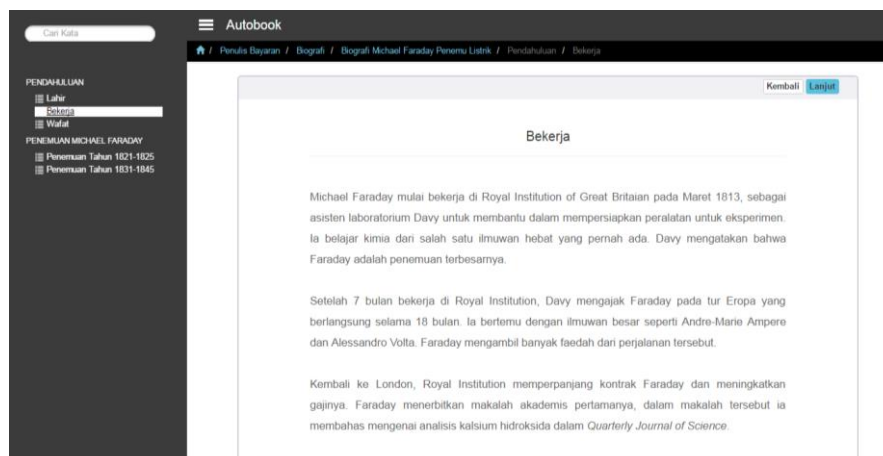 Cari Kata
Autobook
/ Penulis Bayaran / Biografi / Biografi Michael Faraday Penemu Listrik / Pendahuluan / Bekerja
PENDAHULUAN
Lahir
Bekerja
Wafat
PENEMUAN MICHAEL FARADAY
Penemuan Tahun 1821-1825
Penemuan Tahun 1831-1845
Kembali Lanjut
Bekerja
Michael Faraday mulai bekerja di Royal Institution of Great Britaian pada Maret 1813, sebagai
asisten laboratorium Davy untuk membantu dalam mempersiapkan peralatan untuk eksperimen.
Ia belajar kimia dari salah satu ilmuwan hebat yang pernah ada. Davy mengatakan bahwa
Faraday adalah penemuan terbesarnya.
Setelah 7 bulan bekerja di Royal Institution, Davy mengajak Faraday pada tur Eropa yang
berlangsung selama 18 bulan. Ia bertemu dengan ilmuwan besar seperti Andre-Marie Ampere
dan Alessandro Volta. Faraday mengambil banyak faedah dari perjalanan tersebut.
Kembali ke London, Royal Institution memperpanjang kontrak Faraday dan meningkatkan
gajinya. Faraday menerbitkan makalah akademis pertamanya, dalam makalah tersebut ia
membahas mengenai analisis kalsium hidroksida dalam Quarterly Journal of Science.